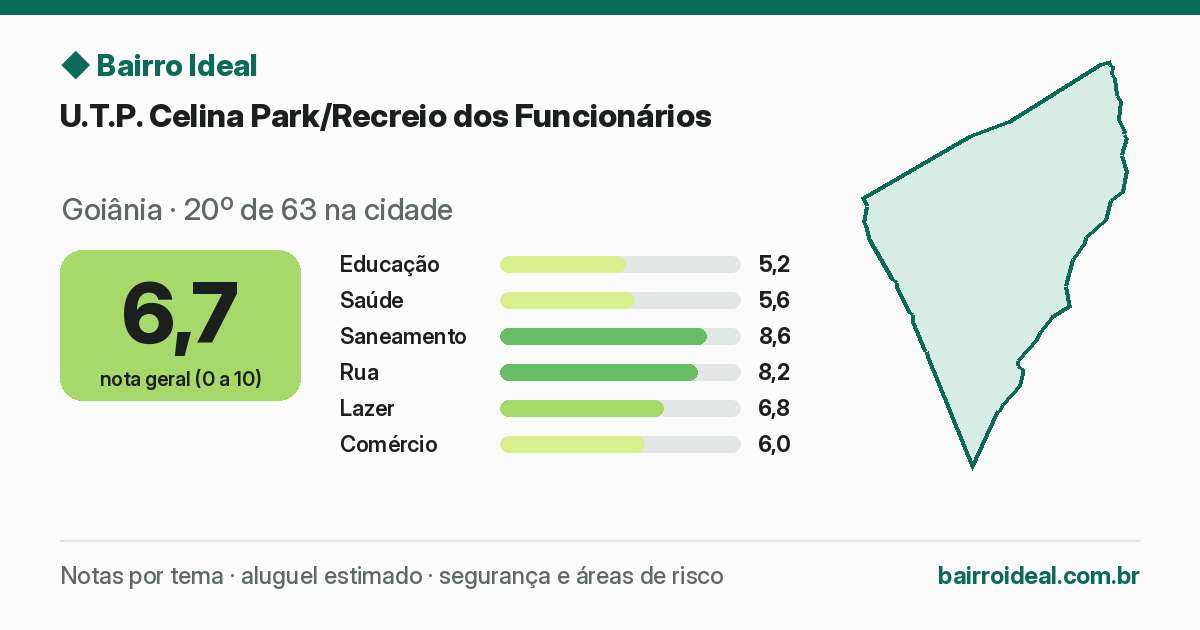 Bairro Ideal
U.T.P. Celina Park/Recreio dos Funcionários
Goiânia · 20º de 63 na cidade
6,7
nota geral (0 a 10)
Educação 5,2
Saúde 5,6
Saneamento 8,6
Rua 8,2
Lazer 6,8
Comércio 6,0
Notas por tema · aluguel estimado · segurança e áreas de risco
bairroideal.com.br